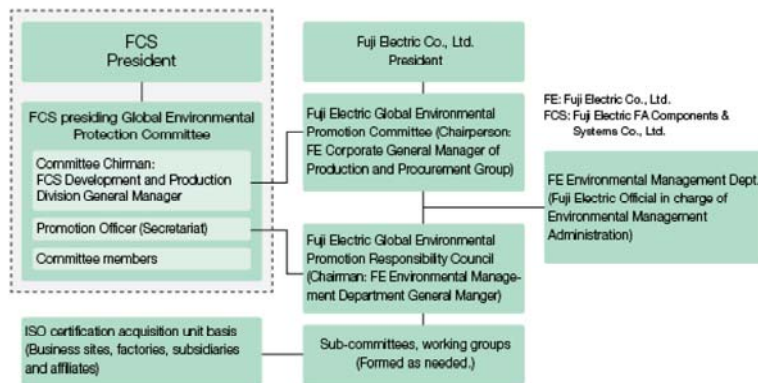 FCS
President
FCS presiding Global Environmental
Protection Committee
Committee Chirman:
FCS Development and Production
Division General Manager
Promotion Officer (Secretariat)
Committee members
Fuji Electric Co., Ltd.
President
Fuji Electric Global Environmental
Promotion Committee (Chairperson:
FE Corporate General Manager of
Production and Procurement Group)
FE: Fuji Electric Co., Ltd.
FCS: Fuji Electric FA Components &
Systems Co., Ltd.
FE Environmental Management Dept.
(Fuji Electric Official in charge of
Environmental Management
Administration)
Fuji Electric Global Environmental
Promotion Responsibility Council
(Chairman: FE Environmental Manage-
ment Department General Manger)
ISO certification acquisition unit basis
(Business sites, factories, subsidiaries
and affiliates)
Sub-committees, working groups
(Formed as needed.)